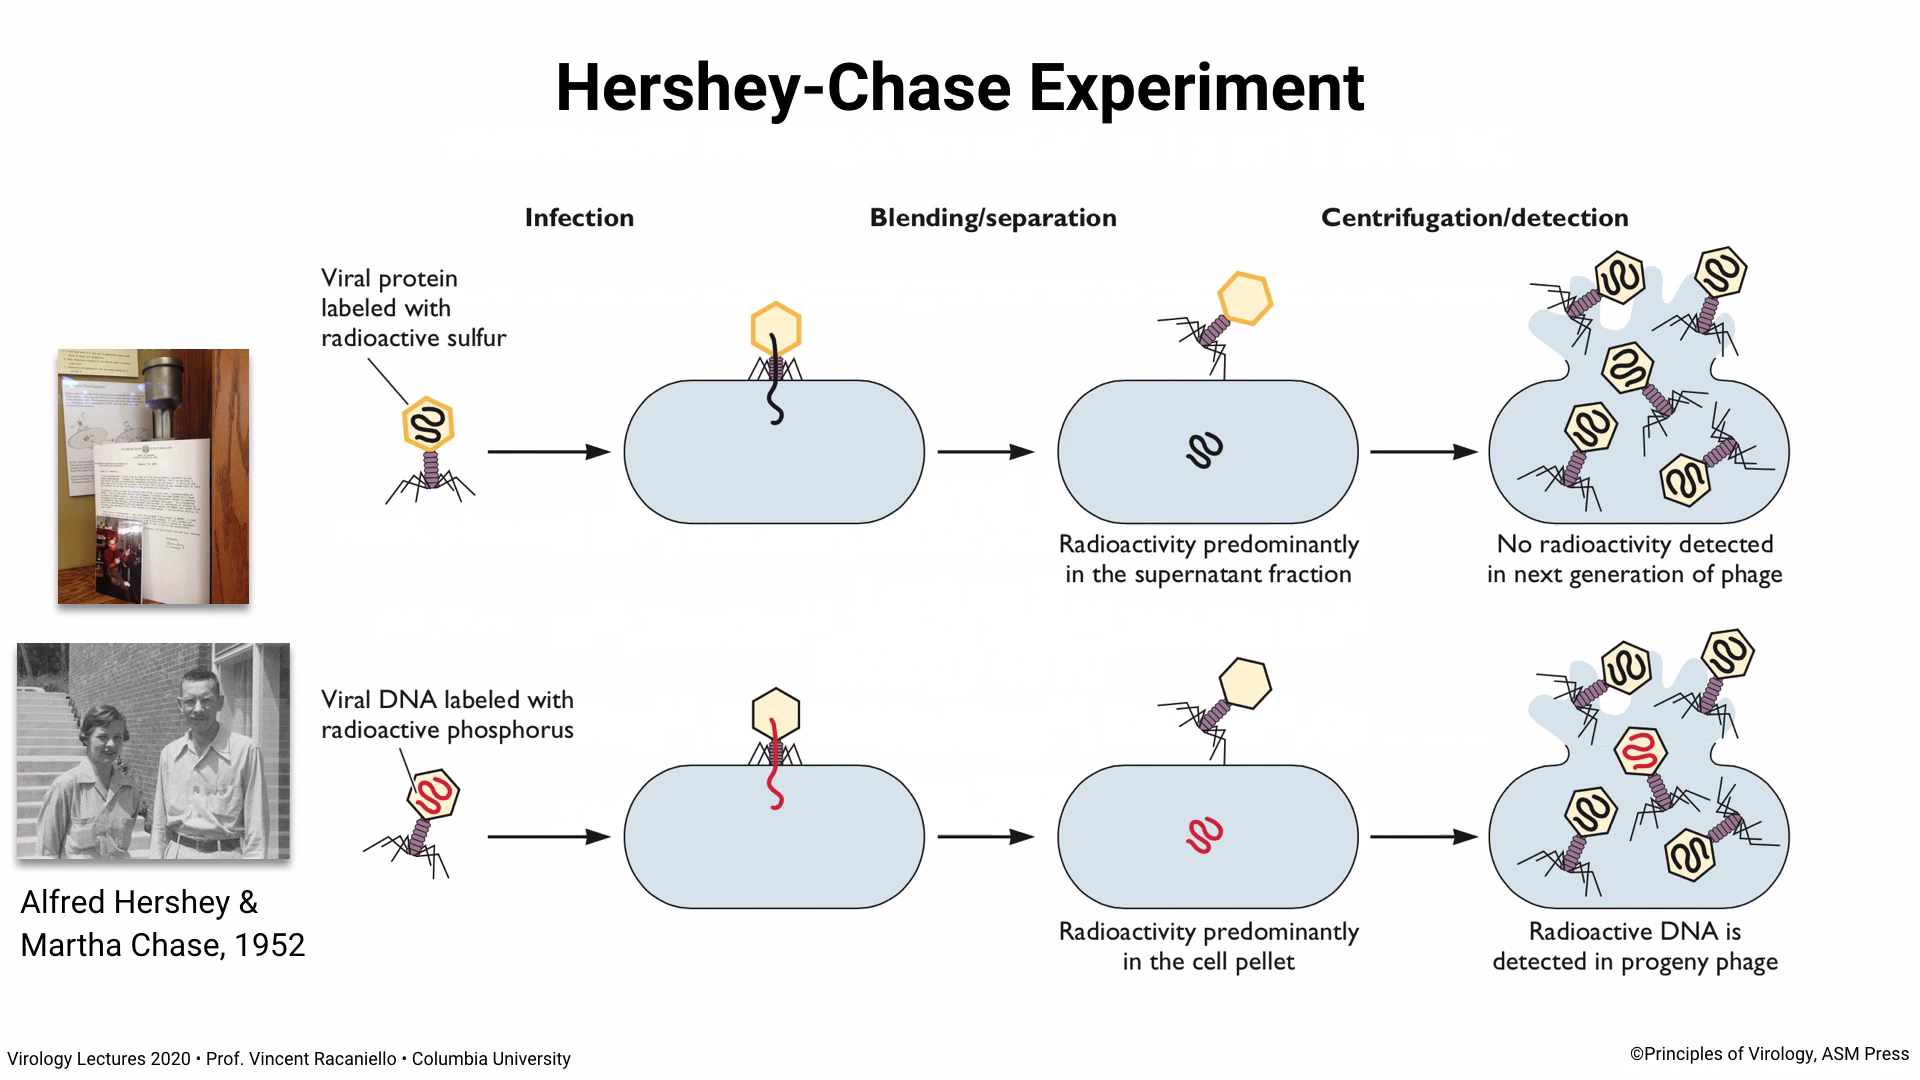 Hershey-Chase Experiment
Infection
Blending/separation
Centrifugation/detection
Viral protein
labeled with
radioactive sulfur
Radioactivity predominantly
in the supernatant fraction
No radioactivity detected
in next generation of phage
Viral DNA labeled with
radioactive phosphorus
Radioactivity predominantly
in the cell pellet
Radioactive DNA is
detected in progeny phage
Alfred Hershey &
Martha Chase, 1952
Virology Lectures 2020 • Prof. Vincent Racaniello • Columbia University
©Principles of Virology, ASM Press